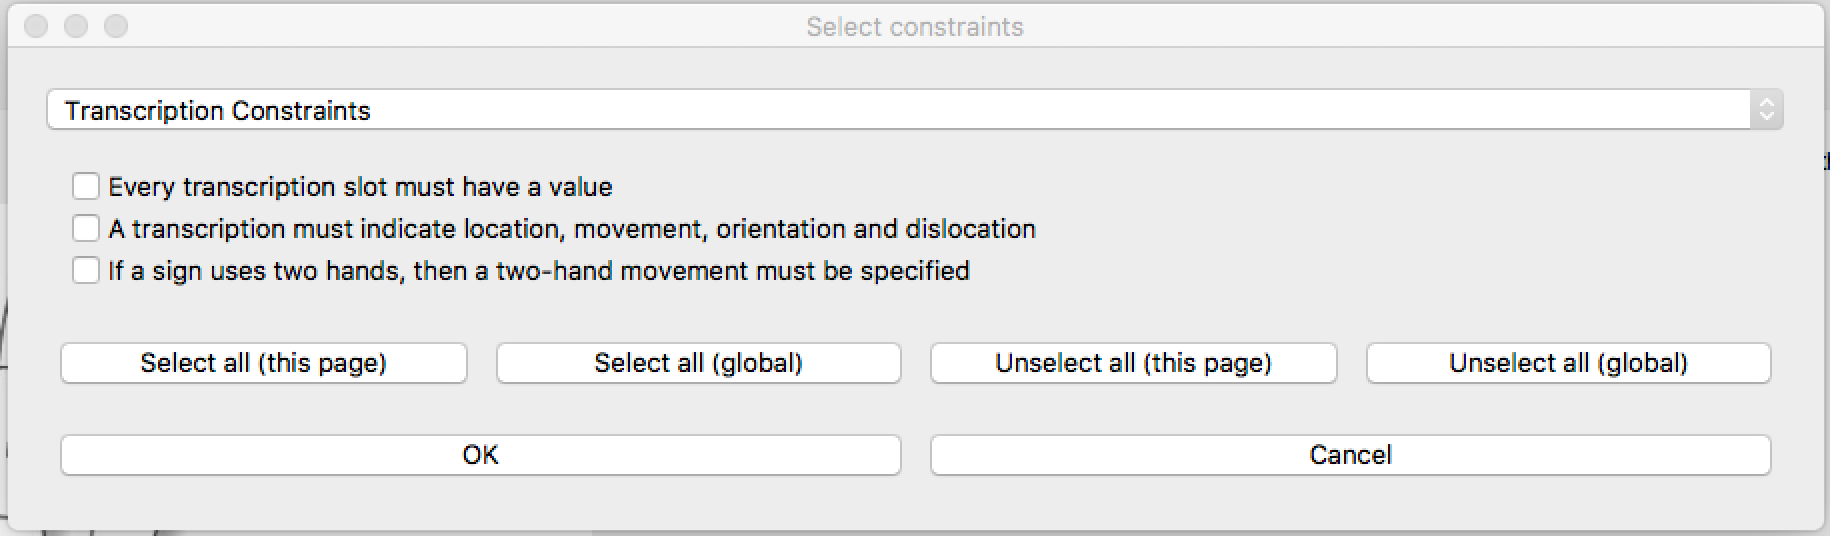 Select constraints
Transcription Constraints
Every transcription slot must have a value
A transcription must indicate location, movement, orientation and dislocation
If a sign uses two hands, then a two-hand movement must be specified
Select all (this page) Select all (global) Unselect all (this page) Unselect all (global)
OK Cancel